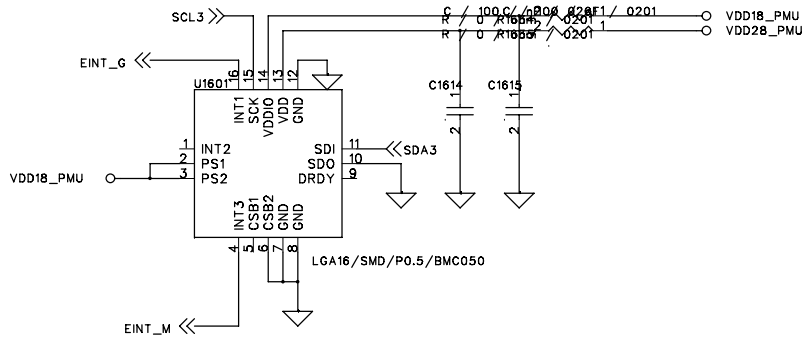 SCL3
VDD18_PMU
VDD28_PMU
EINT_G
U1601
16
15
14
13
12
INT1
SCK
VDDIO
VDD
GND
C1614
C1615
1
2
1
2
2
1
1
INT2
2
PS1
3
PS2
SDI
11
SDA3
SDO
10
DRDY
9
VDD18_PMU
INT3
CSB1
CSB2
GND
GND
4
5
6
7
8
LGA16/SMD/P0.5/BMC050
EINT_M